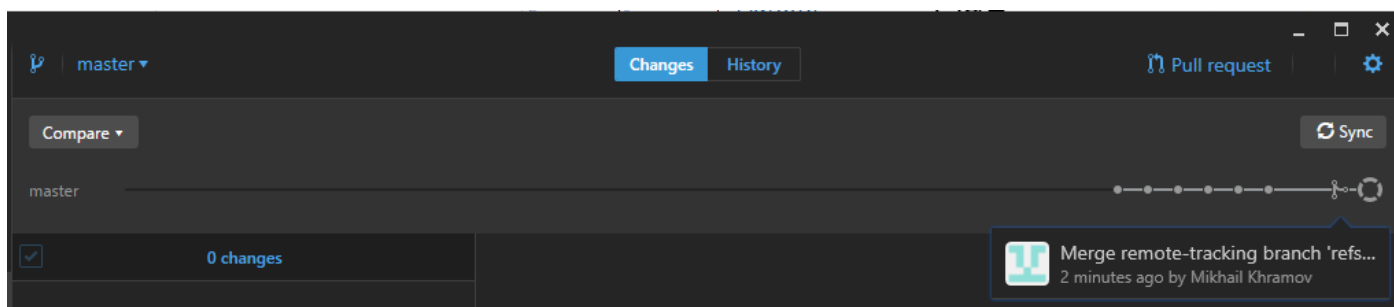 master
Changes
History
Pull request
Compare
Sync
master
0 changes
Merge remote-tracking branch 'refs...
2 minutes ago by Mikhail Khramov